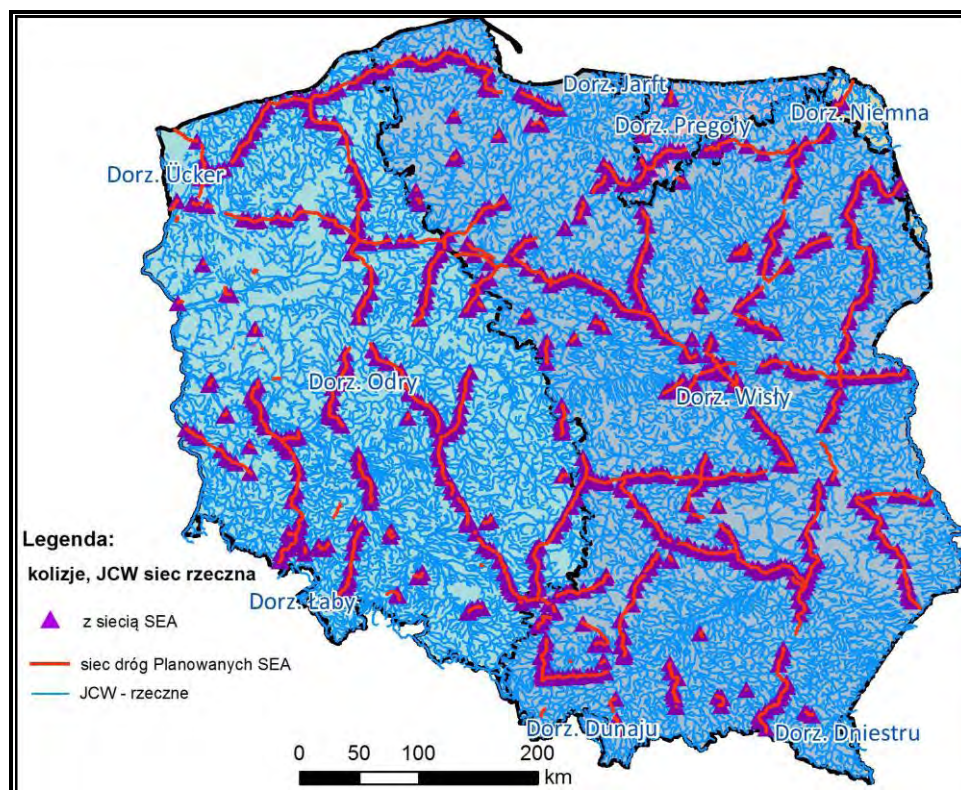 Dorz. Jarft
Dorz. Niemna
Dorz. Pregoły
Dorz. Ücker
Dorz. Odry
Dorz. Wisły
Legenda:
kolizje, JCW siec rzeczna
z siecią SEA
siec dróg Planowanych SEA
JCW - rzeczne
Dorz. Łaby
Dorz. Dunaju
Dorz. Dniestru
0 50 100 200
km